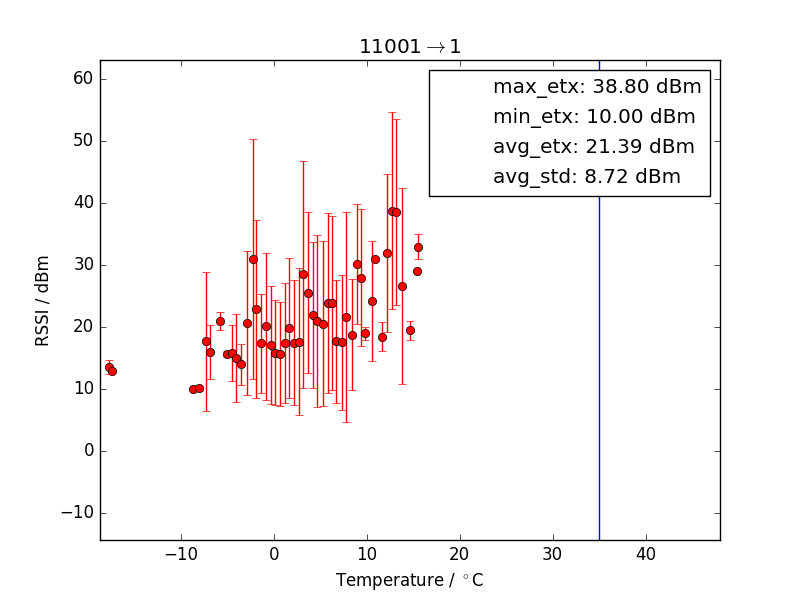 11001→1
max_etx: 38.80 dBm
min_etx: 10.00 dBm
avg_etx: 21.39 dBm
avg_std: 8.72 dBm
60
50
40
30
20
10
0
−10
RSSI / dBm
−10 0 10 20 30 40
Temperature / °C